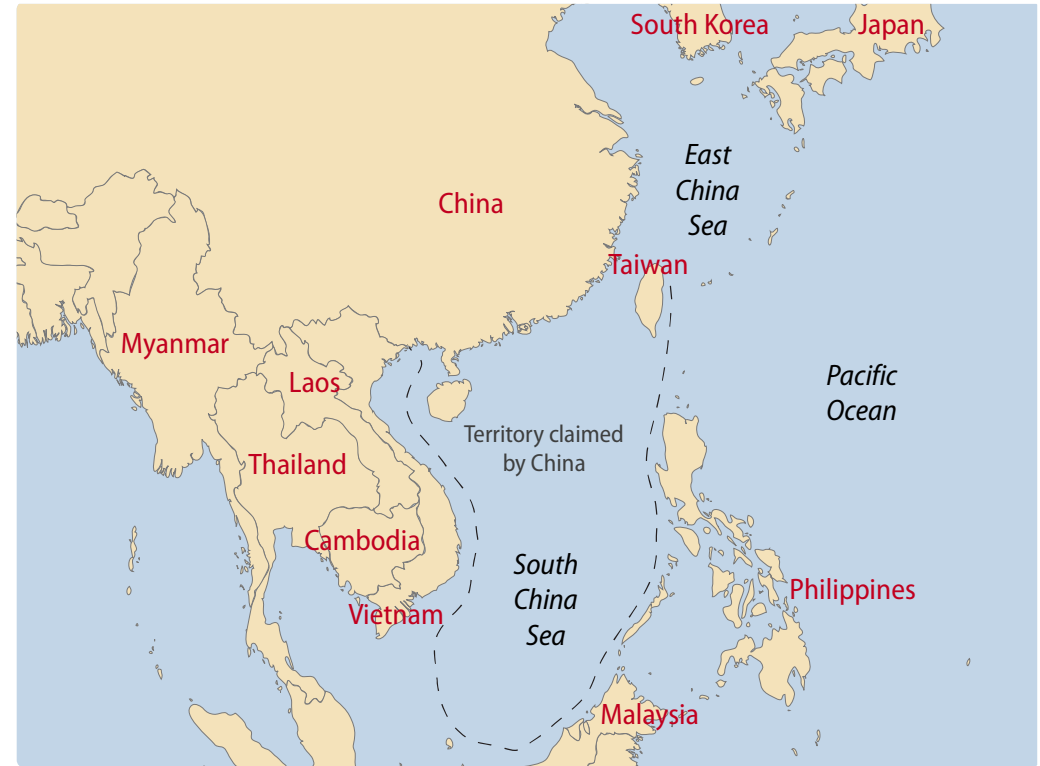 South Korea
Japan
East
China
Sea
China
Taiwan
Myanmar
Laos
Pacific
Ocean
Territory claimed
by China
Thailand
Cambodia
South
China
Sea
Philippines
Vietnam
Malaysia